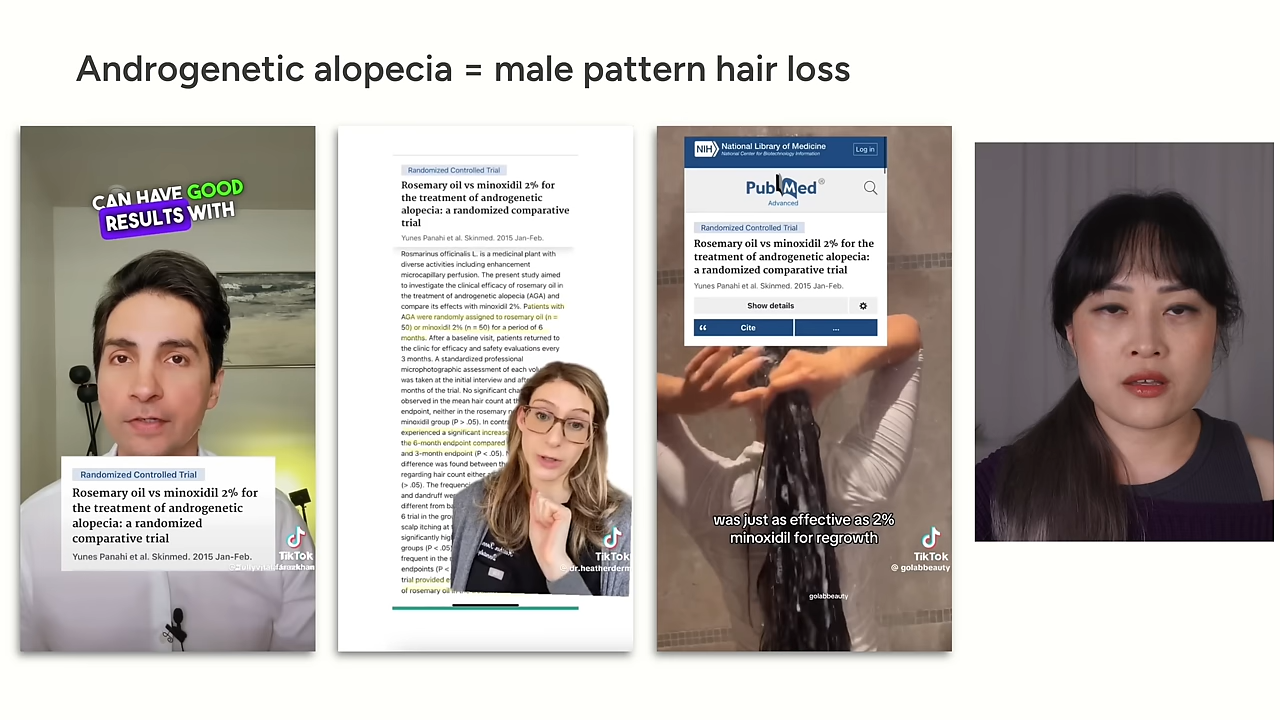 Androgenetic alopecia = male pattern hair loss
CAN HAVE GOOD
RESULTS WITH
Randomized Controlled Trial
Rosemary oil vs minoxidil 2% for
the treatment of androgenetic
alopecia: a randomized
comparative trial
Yunes Panahi et al. Skinmed. 2015 Jan-Feb.
TikTok
Randomized Controlled Trial
Rosemary oil vs minoxidil 2% for
the treatment of androgenetic
alopecia: a randomized comparative
trial
Yunes Panahi et al. Skinmed. 2015 Jan-Feb.
Rosmarinus officinalis L. is a medicinal plant with
diverse activities including enhancement
microcapillary perfusion. The present study aimed
to investigate the clinical efficacy of rosemary oil in
the treatment of androgenetic alopecia (AGA) and
compare its effects with minoxidil 2%. Patients with
AGA were randomly assigned to rosemary oil (n =
50) or minoxidil 2% (n = 50) for a period of 6
months. After a baseline visit, patients returned to
the clinic for efficacy and safety evaluations every
3 months. A standardized professional
microphotographic assessment of each
was taken at the initial interview and
months of the trial. No significant
observed in the mean hair count at
endpoint, neither in the rosemary
minoxidil group (P > .05). In
experienced a significant
the 6-month endpoint compared
and 3-month endpoint (P < .05).
difference was found between
regarding hair count either
(> .05). The
and dandruff
different from
6 trial in the
scalp itching at
significantly
groups (P < .05)
frequent in the
endpoints (P <
trial provided
of rosemary oil
TikTok
NIH National Library of Medicine
National Center for Biotechnology Information
Log in
PubMed®
Advanced
Randomized Controlled Trial
Rosemary oil vs minoxidil 2% for the
treatment of androgenetic alopecia:
a randomized comparative trial
Yunes Panahi et al. Skinmed. 2015 Jan-Feb.
Show details
Cite
...
was just as effective as 2%
minoxidil for regrowth
TikTok
@ golabbeauty
golabbeauty